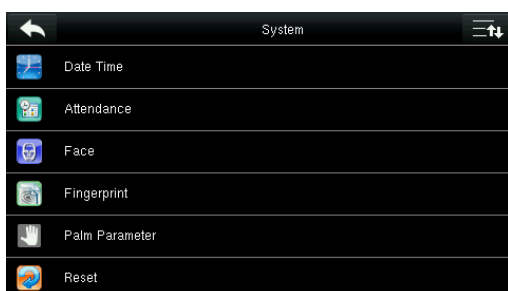 System
Date Time
Attendance
Face
Fingerprint
Palm Parameter
Reset